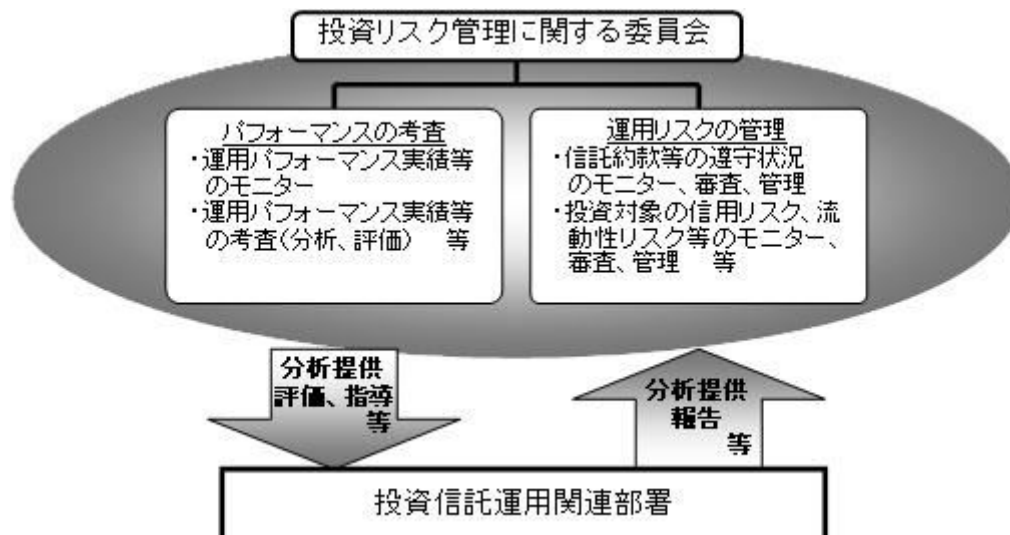 投資リスク管理に関する委員会
パフォーマンスの考査
・運用パフォーマンス実績等
のモニター
・運用パフォーマンス実績等
の考査(分析、評価) 等
運用リスクの管理
・信託約款等の遵守状況
のモニター、審査、管理
・投資対象の信用リスク、流
動性リスク等のモニター、
審査、管理 等
分析提供
評価、指導
等
分析提供
報告
等
投資信託運用関連部署